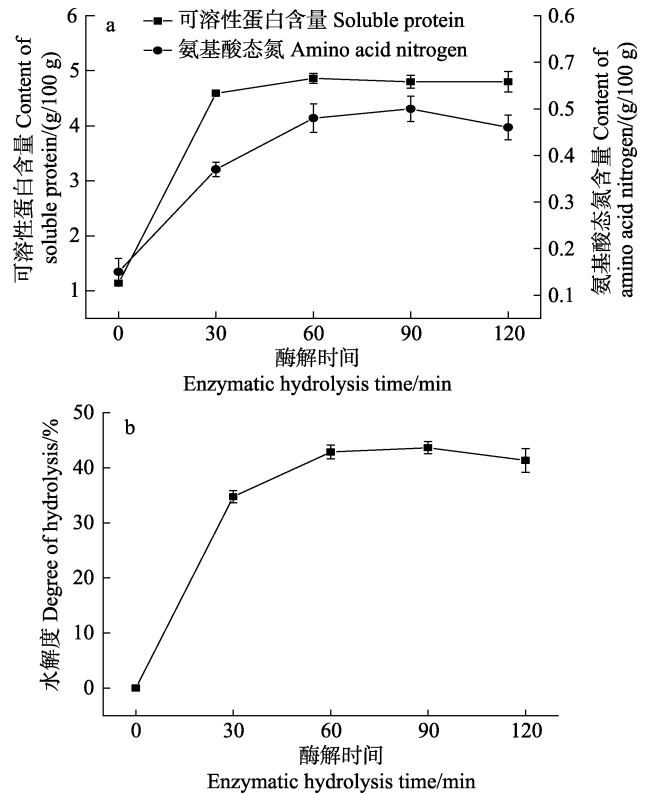 a
可溶性蛋白含量 Soluble protein
氨基酸态氮 Amino acid nitrogen
可溶性蛋白含量 Content of
soluble protein/(g/100 g)
6
5
4
3
2
1
0.6
0.7
0.5
0.4
0.3
0.2
0.1
氨基酸态氮含量 Content of
amino acid nitrogen/(g/100 g)
0 30 60 90 120
酶解时间
Enzymatic hydrolysis time/min
b
水解度 Degree of hydrolysis/%
50
40
30
20
10
0
0 30 60 90 120
酶解时间
Enzymatic hydrolysis time/min